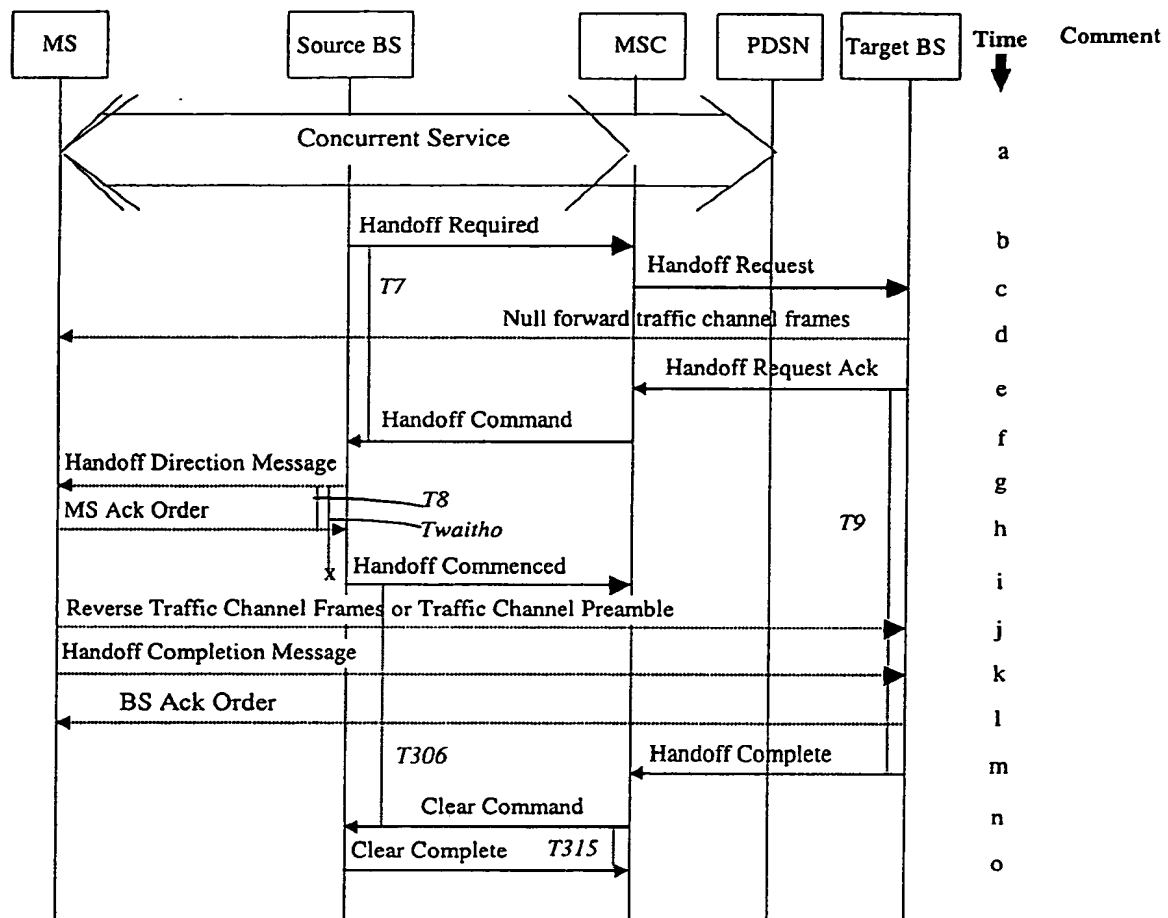 MS
Source BS
MSC
PDSN
Target BS
Time
Comment
Concurrent Service
a
Handoff Required
b
Handoff Request
c
T7
Null forward traffic channel frames
d
Handoff Request Ack
e
Handoff Command
f
Handoff Direction Message
g
T8
MS Ack Order
h
Twaitho
T9
x
Handoff Commenced
i
Reverse Traffic Channel Frames or Traffic Channel Preamble
j
Handoff Completion Message
k
BS Ack Order
l
T306
Handoff Complete
m
Clear Command
n
Clear Complete
T315
o